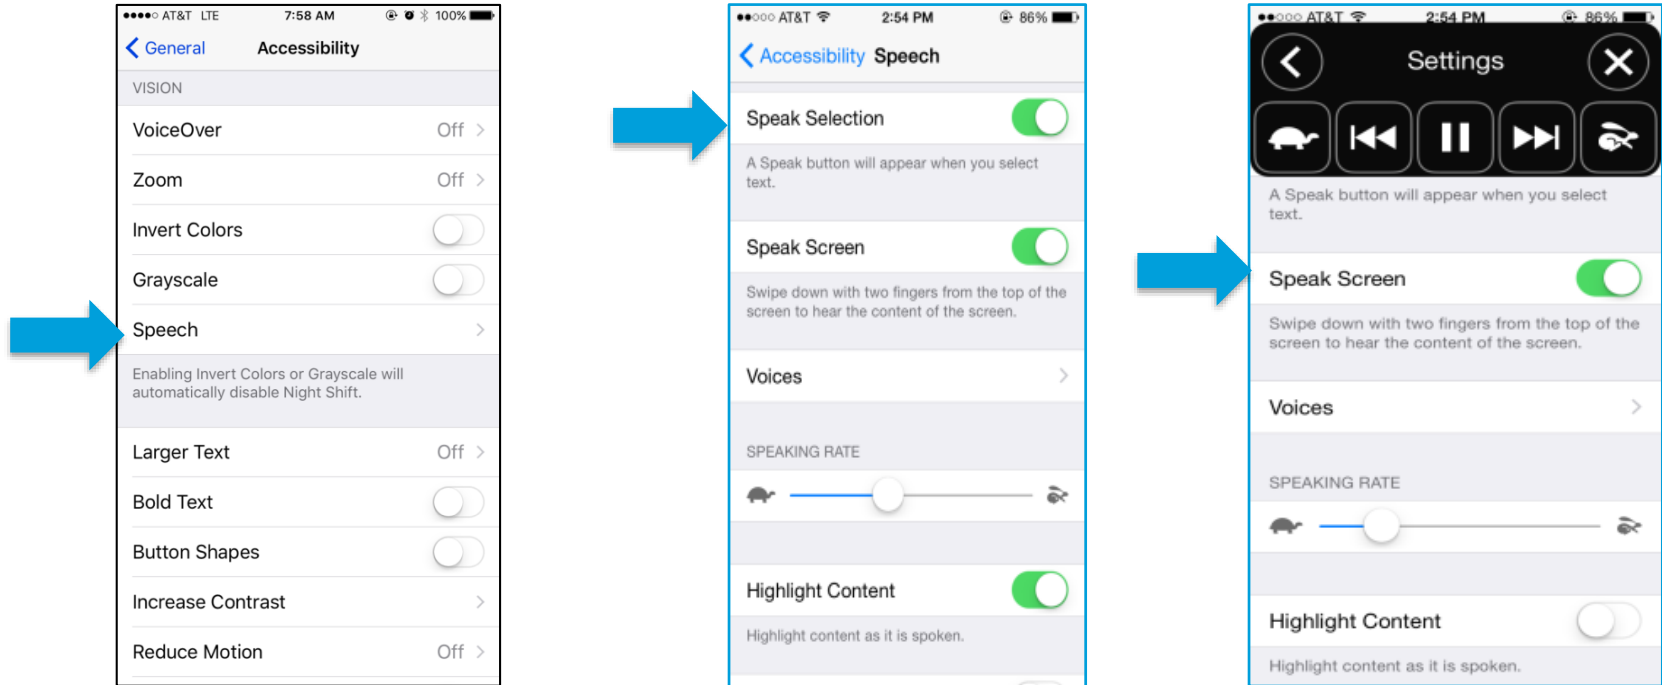 AT&T LTE 7:58 AM 100%
General Accessibility
VISION
VoiceOver Off
Zoom Off
Invert Colors
Grayscale
Speech
Enabling Invert Colors or Grayscale will
automatically disable Night Shift.
Larger Text Off
Bold Text
Button Shapes
Increase Contrast
Reduce Motion Off
AT&T 2:54 PM 86%
Accessibility Speech
Speak Selection
A Speak button will appear when you select
text.
Speak Screen
Swipe down with two fingers from the top of the
screen to hear the content of the screen.
Voices
SPEAKING RATE
Highlight Content
Highlight content as it is spoken.
AT&T 2:54 PM 86%
Settings
A Speak button will appear when you select
text.
Speak Screen
Swipe down with two fingers from the top of the
screen to hear the content of the screen.
Voices
SPEAKING RATE
Highlight Content
Highlight content as it is spoken.